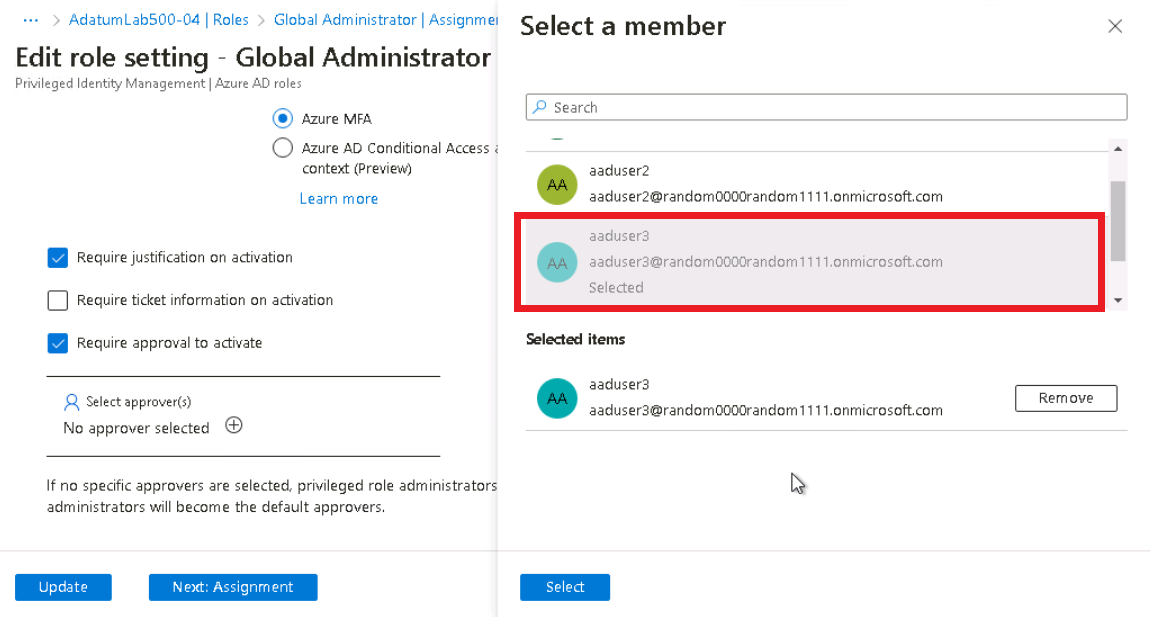 ··· > AdatumLab500-04 | Roles > Global Administrator | Assignmen
Edit role setting - Global Administrator
Privileged Identity Management | Azure AD roles
Azure MFA
Azure AD Conditional Access a
context (Preview)
Learn more
Require justification on activation
Require ticket information on activation
Require approval to activate
Select approver(s)
No approver selected
If no specific approvers are selected, privileged role administrators
administrators will become the default approvers.
Update
Next: Assignment
Select a member
Search
AA
aaduser2
aaduser2@random0000random1111.onmicrosoft.com
AA
aaduser3
aaduser3@random0000random1111.onmicrosoft.com
Selected
Selected items
AA
aaduser3
aaduser3@random0000random1111.onmicrosoft.com
Remove
Select